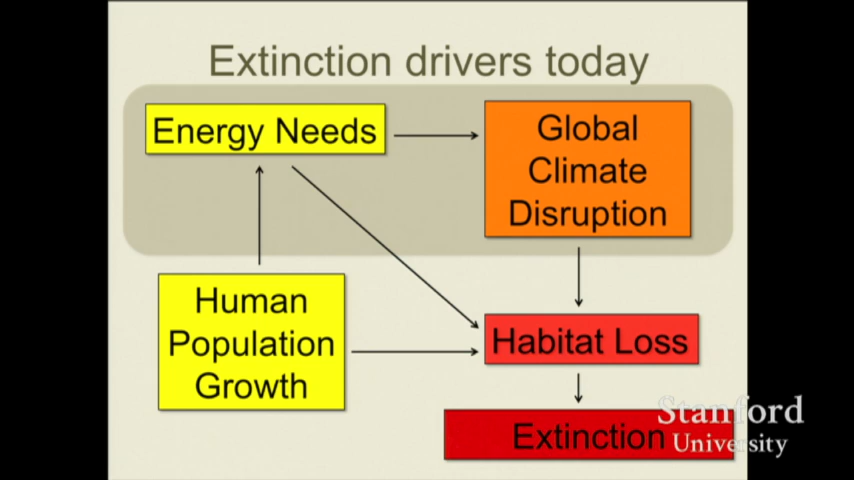 Extinction drivers today
Energy Needs
Global
Climate
Disruption
Human
Population
Growth
Habitat Loss
Extinction
Stanford
University